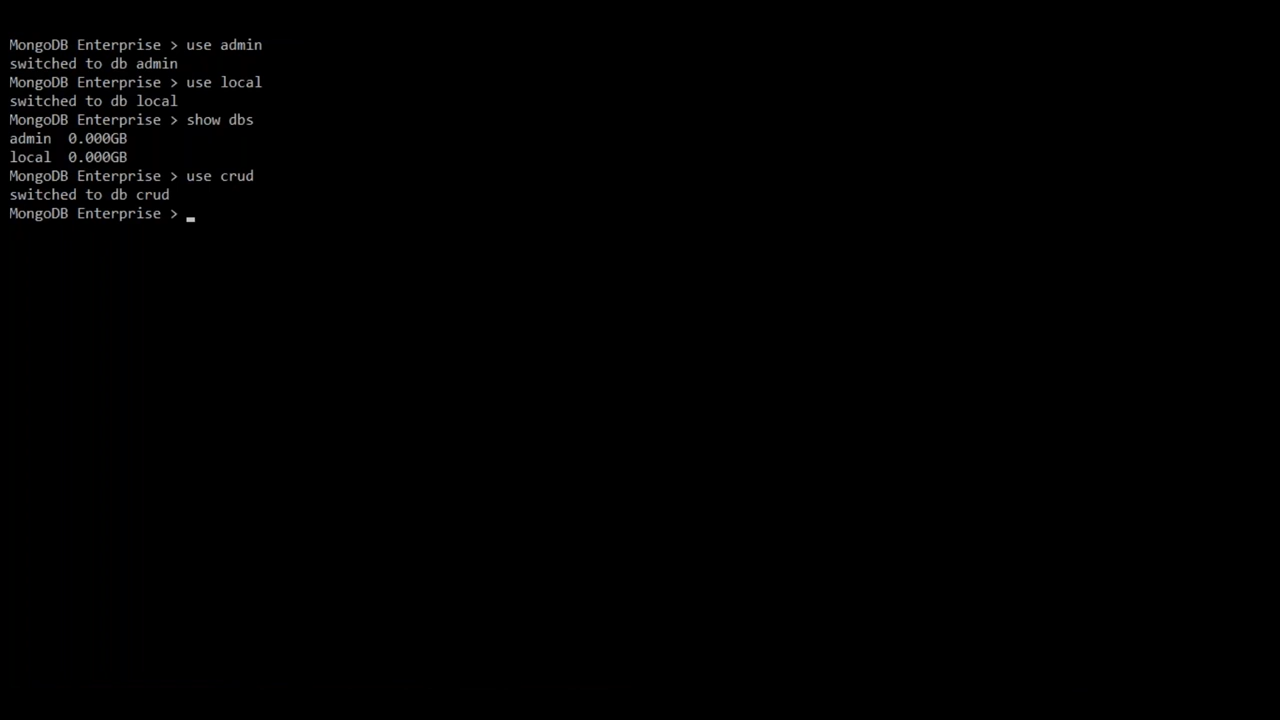 MongoDB Enterprise > use admin
switched to db admin
MongoDB Enterprise > use local
switched to db local
MongoDB Enterprise > show dbs
admin  0.000GB
local  0.000GB
MongoDB Enterprise > use crud
switched to db crud
MongoDB Enterprise > _